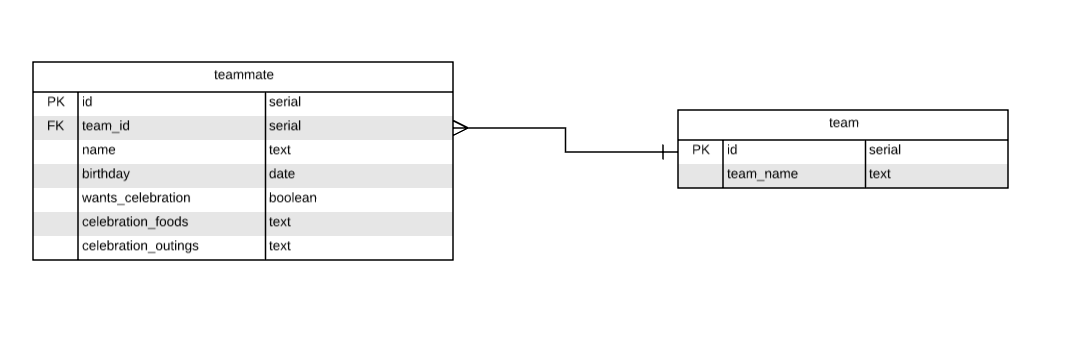 teammate
PK id serial
FK team_id serial
name text
birthday date
wants_celebration boolean
celebration_foods text
celebration_outings text
team
PK id serial
team_name text